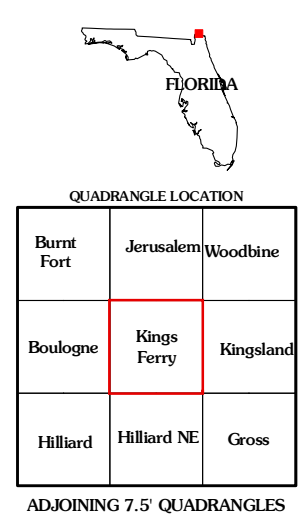 FLORIDA
QUADRANGLE LOCATION
Burnt
Fort
Jerusalem
Woodbine
Boulogne
Kings
Ferry
Kingsland
Hilliard
Hilliard NE
Gross
ADJOINING 7.5' QUADRANGLES